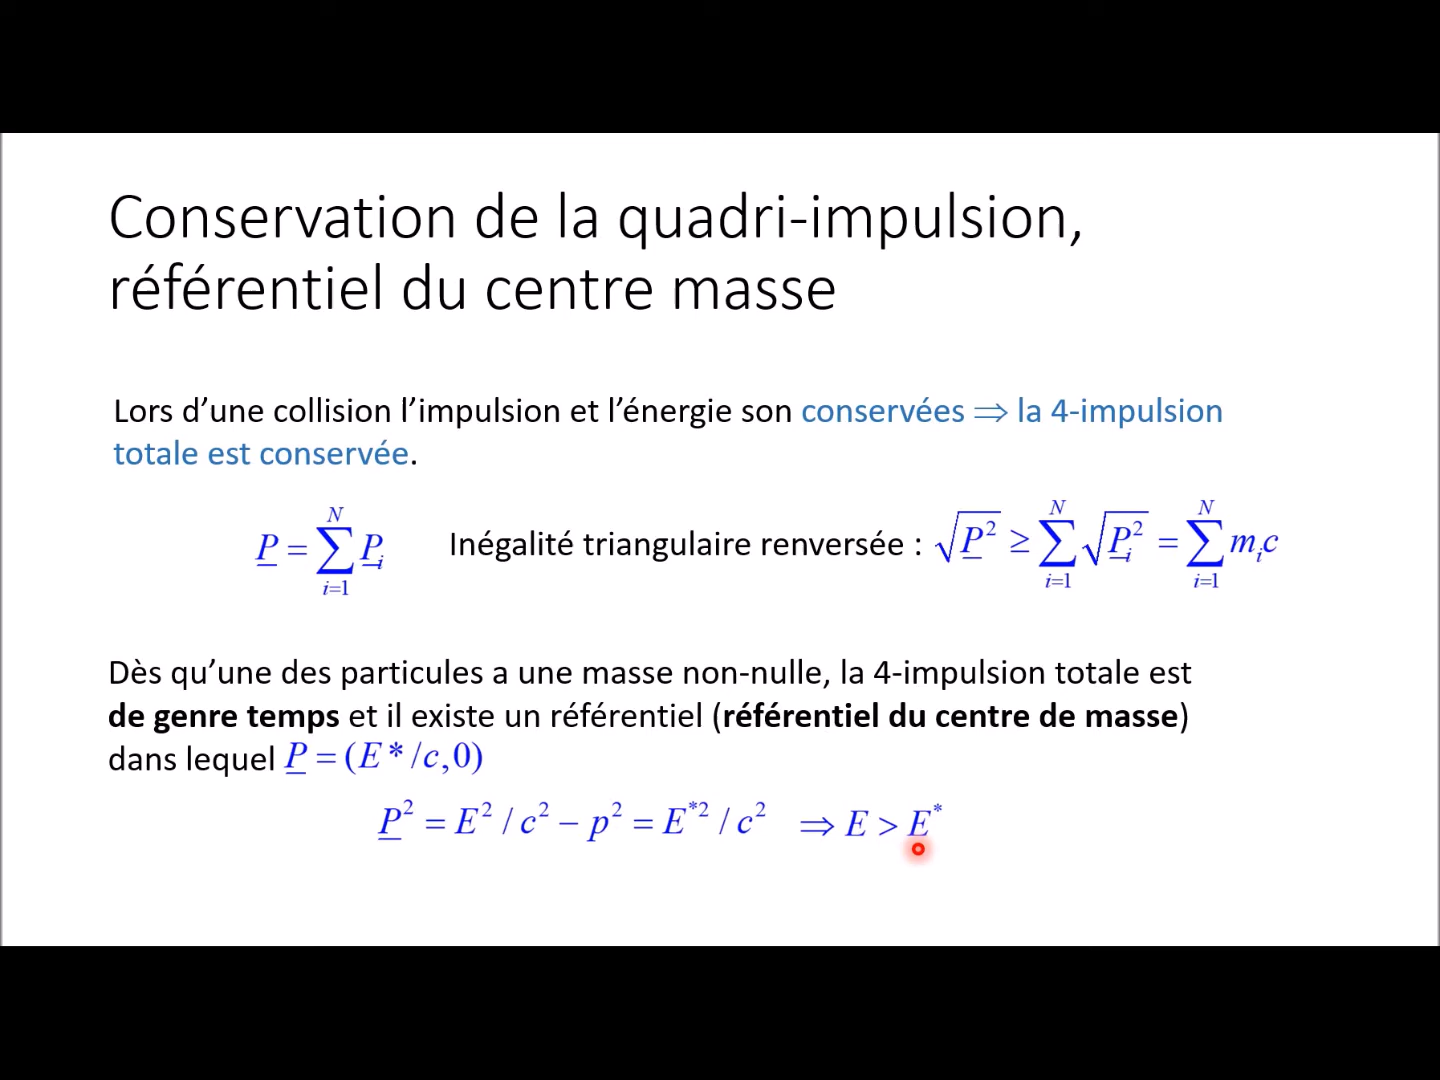 Conservation de la quadri-impulsion,
référentiel du centre masse
Lors d’une collision l’impulsion et l’énergie son conservées ⇒ la 4-impulsion
totale est conservée.
P = ∑_{i=1}^{N} P_i Inégalité triangulaire renversée : √(P²) ≥ ∑_{i=1}^{N} √(P_i²) = ∑_{i=1}^{N} m_i c
Dès qu’une des particules a une masse non-nulle, la 4-impulsion totale est
de genre temps et il existe un référentiel (référentiel du centre de masse)
dans lequel P = (E*/c,0)
P² = E² / c² − p² = E*² / c² ⇒ E > E*